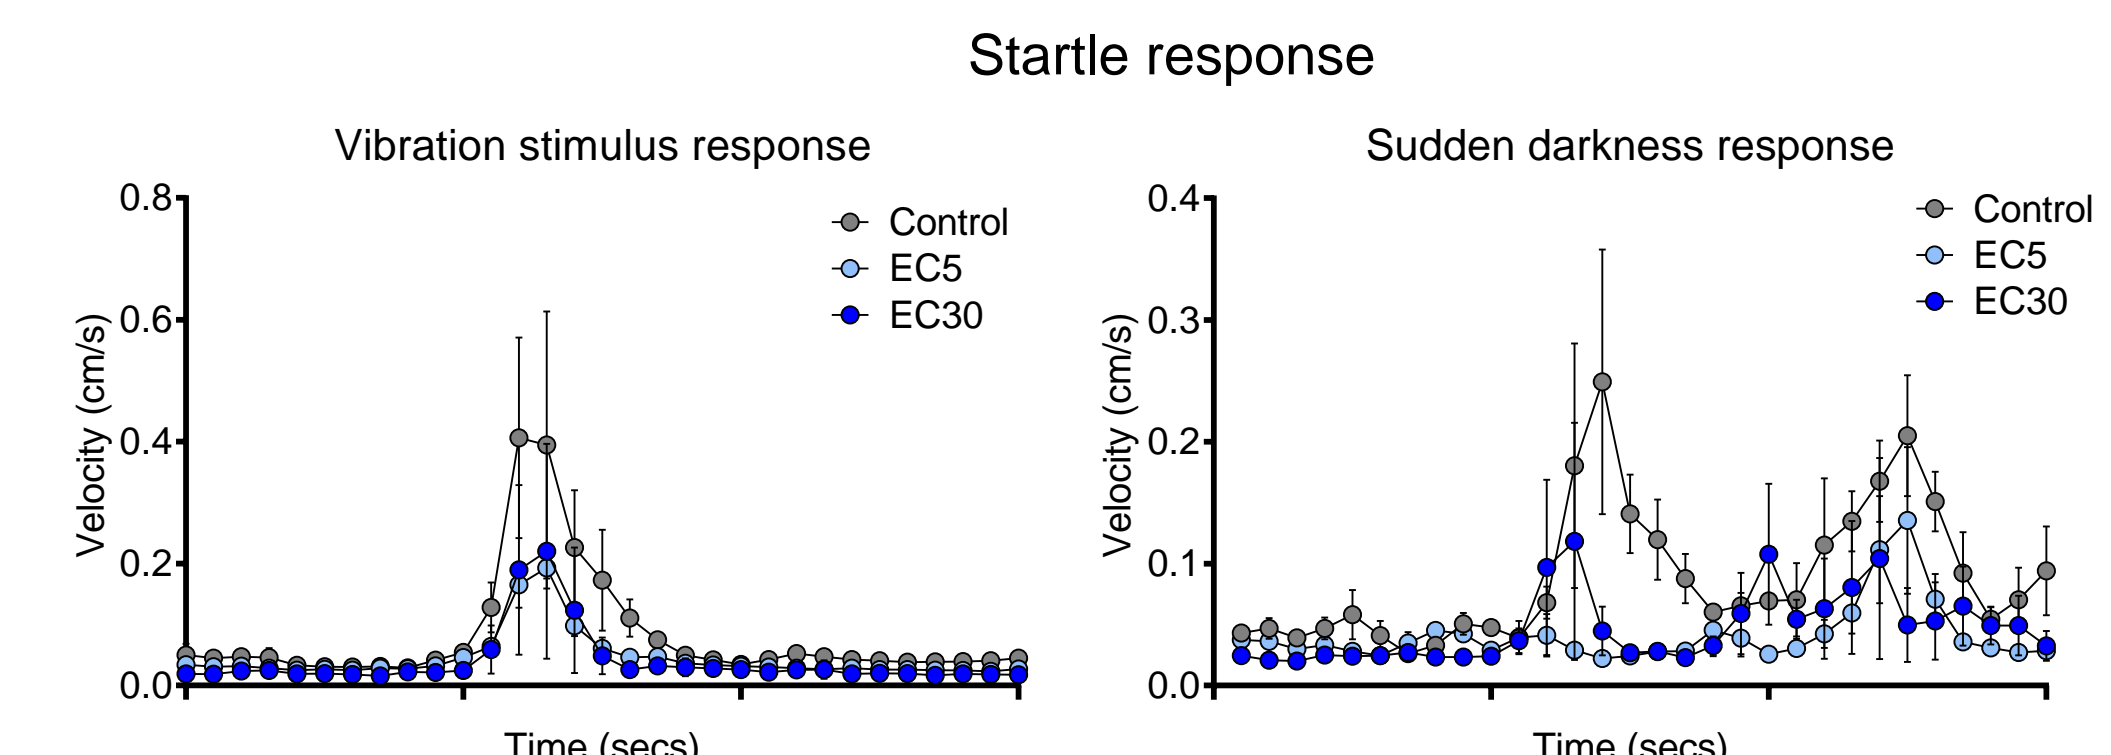 Startle response
Vibration stimulus response
Velocity (cm/s)
0.8
0.6
0.4
0.2
0.0
Control
EC5
EC30
Time (secs)
Sudden darkness response
Velocity (cm/s)
0.4
0.3
0.2
0.1
0.0
Control
EC5
EC30
Time (secs)